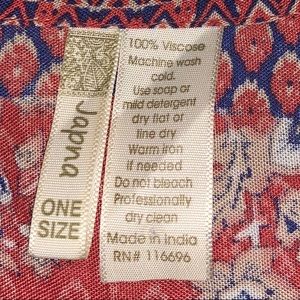 Japna
ONE
SIZE
100% Viscose
Machine wash
cold.
Use soap or
mild detergent
dry flat or
line dry
Warm iron
if needed
Do not bleach
Professionally
dry clean
Made in India
RN# 116696